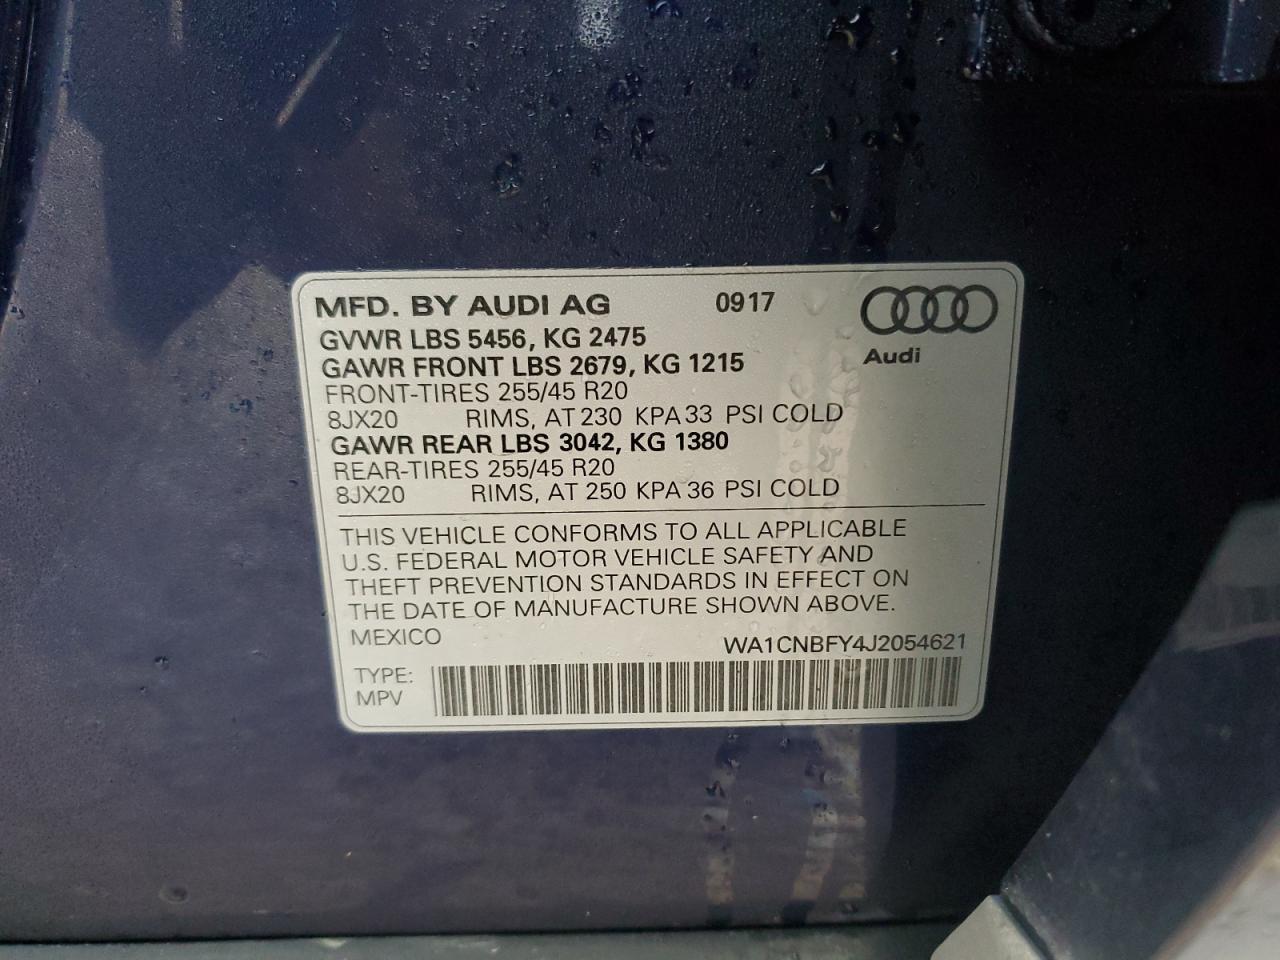 MFD. BY AUDI AG 0917
GVWR LBS 5456, KG 2475
GAWR FRONT LBS 2679, KG 1215
Audi
FRONT-TIRES 255/45 R20
8JX20 RIMS, AT 230 KPA 33 PSI COLD
GAWR REAR LBS 3042, KG 1380
REAR-TIRES 255/45 R20
8JX20 RIMS, AT 250 KPA 36 PSI COLD
THIS VEHICLE CONFORMS TO ALL APPLICABLE
U.S. FEDERAL MOTOR VEHICLE SAFETY AND
THEFT PREVENTION STANDARDS IN EFFECT ON
THE DATE OF MANUFACTURE SHOWN ABOVE.
MEXICO WA1CNBFY4J2054621
TYPE:
MPV